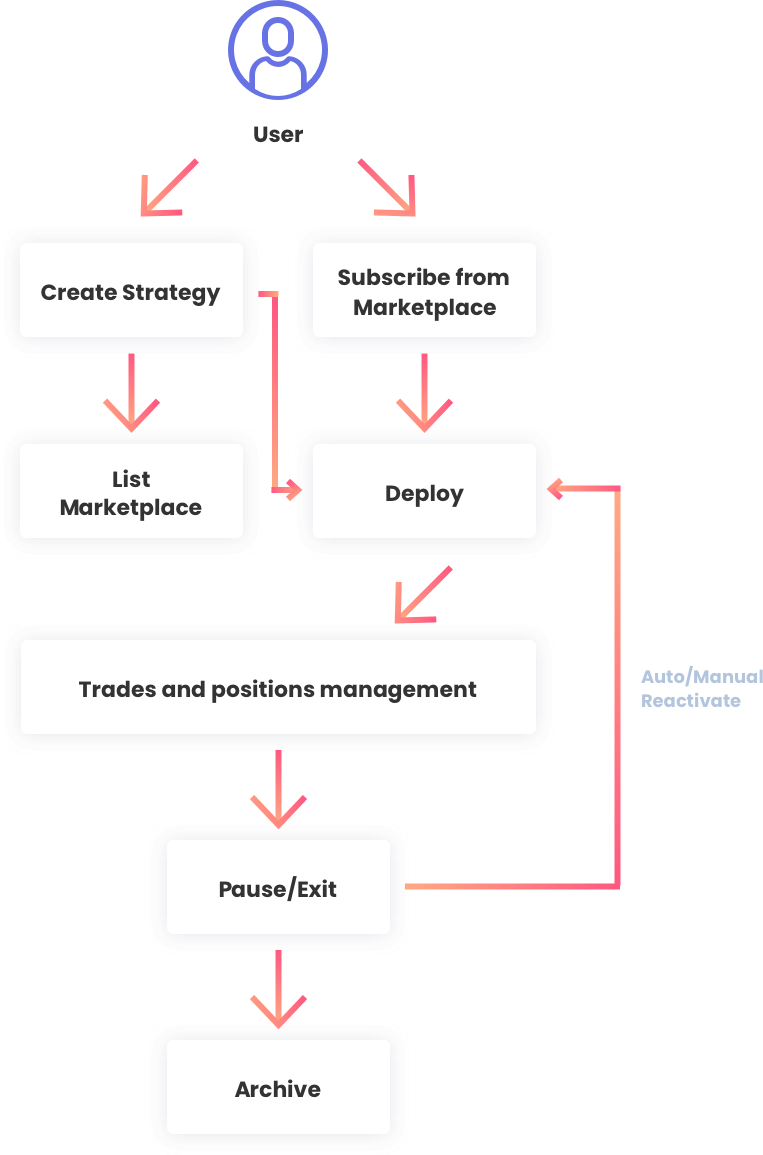 User
Create Strategy
Subscribe from
Marketplace
List
Marketplace
Deploy
Trades and positions management
Auto/Manual
Reactivate
Pause/Exit
Archive